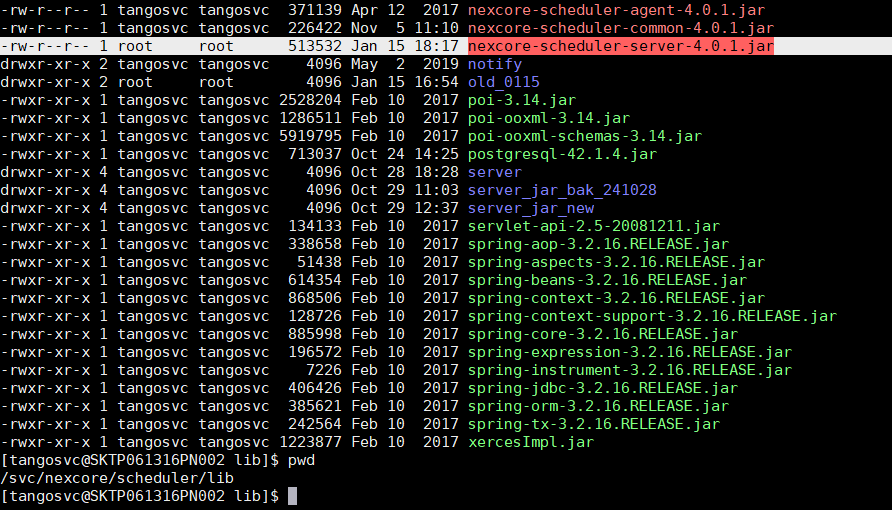 -rw-r--r-- 1 tangosvc tangosvc  371139 Apr 12  2017 nexcore-scheduler-agent-4.0.1.jar
-rw-r--r-- 1 tangosvc tangosvc  226422 Nov  5 11:10 nexcore-scheduler-common-4.0.1.jar
-rw-r--r-- 1 root     root      513532 Jan 15 18:17 nexcore-scheduler-server-4.0.1.jar
drwxr-xr-x 2 tangosvc tangosvc    4096 May  2  2019 notify
drwxr-xr-x 2 root     root        4096 Jan 15 16:54 old_0115
-rwxr-xr-x 1 tangosvc tangosvc 2528204 Feb 10  2017 poi-3.14.jar
-rwxr-xr-x 1 tangosvc tangosvc 1286511 Feb 10  2017 poi-ooxml-3.14.jar
-rwxr-xr-x 1 tangosvc tangosvc 5919795 Feb 10  2017 poi-ooxml-schemas-3.14.jar
-rwxr-xr-x 1 tangosvc tangosvc  713037 Oct 24 14:25 postgresql-42.1.4.jar
drwxr-xr-x 4 tangosvc tangosvc    4096 Oct 28 18:28 server
drwxr-xr-x 4 tangosvc tangosvc    4096 Oct 29 11:03 server_jar_bak_241028
drwxr-xr-x 4 tangosvc tangosvc    4096 Oct 29 12:37 server_jar_new
-rwxr-xr-x 1 tangosvc tangosvc  134133 Feb 10  2017 servlet-api-2.5-20081211.jar
-rwxr-xr-x 1 tangosvc tangosvc  338658 Feb 10  2017 spring-aop-3.2.16.RELEASE.jar
-rwxr-xr-x 1 tangosvc tangosvc   51438 Feb 10  2017 spring-aspects-3.2.16.RELEASE.jar
-rwxr-xr-x 1 tangosvc tangosvc  614354 Feb 10  2017 spring-beans-3.2.16.RELEASE.jar
-rwxr-xr-x 1 tangosvc tangosvc  868506 Feb 10  2017 spring-context-3.2.16.RELEASE.jar
-rwxr-xr-x 1 tangosvc tangosvc  128726 Feb 10  2017 spring-context-support-3.2.16.RELEASE.jar
-rwxr-xr-x 1 tangosvc tangosvc  885998 Feb 10  2017 spring-core-3.2.16.RELEASE.jar
-rwxr-xr-x 1 tangosvc tangosvc  196572 Feb 10  2017 spring-expression-3.2.16.RELEASE.jar
-rwxr-xr-x 1 tangosvc tangosvc    7226 Feb 10  2017 spring-instrument-3.2.16.RELEASE.jar
-rwxr-xr-x 1 tangosvc tangosvc  406426 Feb 10  2017 spring-jdbc-3.2.16.RELEASE.jar
-rwxr-xr-x 1 tangosvc tangosvc  385621 Feb 10  2017 spring-orm-3.2.16.RELEASE.jar
-rwxr-xr-x 1 tangosvc tangosvc  242564 Feb 10  2017 spring-tx-3.2.16.RELEASE.jar
-rwxr-xr-x 1 tangosvc tangosvc 1223877 Feb 10  2017 xercesImpl.jar
[tangosvc@SKTP061316PN002 lib]$ pwd
/svc/nexcore/scheduler/lib
[tangosvc@SKTP061316PN002 lib]$